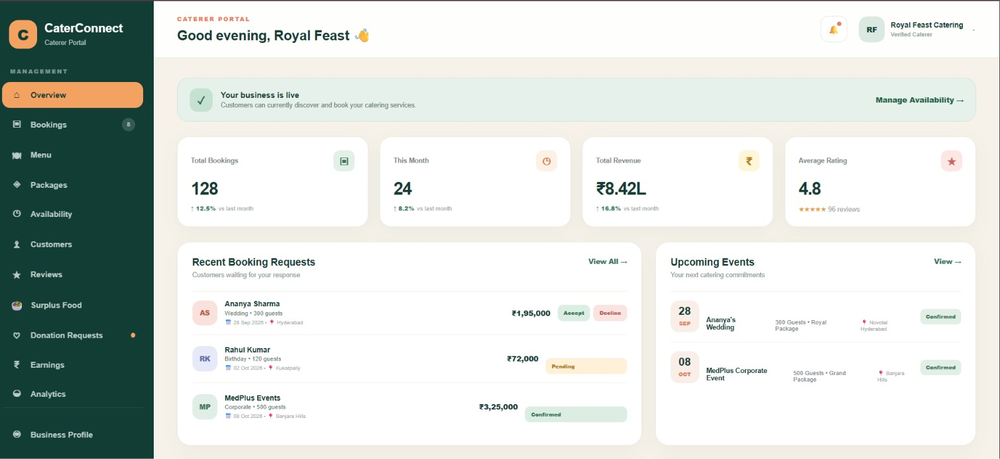 C
CaterConnect
Caterer Portal
MANAGEMENT
Overview
Bookings
8
Menu
Packages
Availability
Customers
Reviews
Surplus Food
Donation Requests
₹ Earnings
Analytics
Business Profile
CATERER PORTAL
Good evening, Royal Feast 👋
RF
Royal Feast Catering
Verified Caterer
✓
Your business is live
Customers can currently discover and book your catering services.
Manage Availability →
Total Bookings
128
↑ 12.5% vs last month
This Month
24
↑ 8.2% vs last month
Total Revenue
₹
₹8.42L
↑ 16.8% vs last month
Average Rating
★
4.8
★★★★★ 96 reviews
Recent Booking Requests
View All →
Customers waiting for your response
AS
Ananya Sharma
Wedding • 300 guests
28 Sep 2026 • 📍 Hyderabad
₹1,95,000
Accept
Decline
RK
Rahul Kumar
Birthday • 120 guests
02 Oct 2026 • 📍 Kukatpally
₹72,000
Pending
MP
MedPlus Events
Corporate • 500 guests
08 Oct 2026 • 📍 Banjara Hills
₹3,25,000
Confirmed
Upcoming Events
View →
Your next catering commitments
28
SEP
Ananya's
Wedding
300 Guests • Royal
Package
📍 Novotel
Hyderabad
Confirmed
08
OCT
MedPlus Corporate
Event
500 Guests • Grand
Package
📍 Banjara
Hills
Confirmed